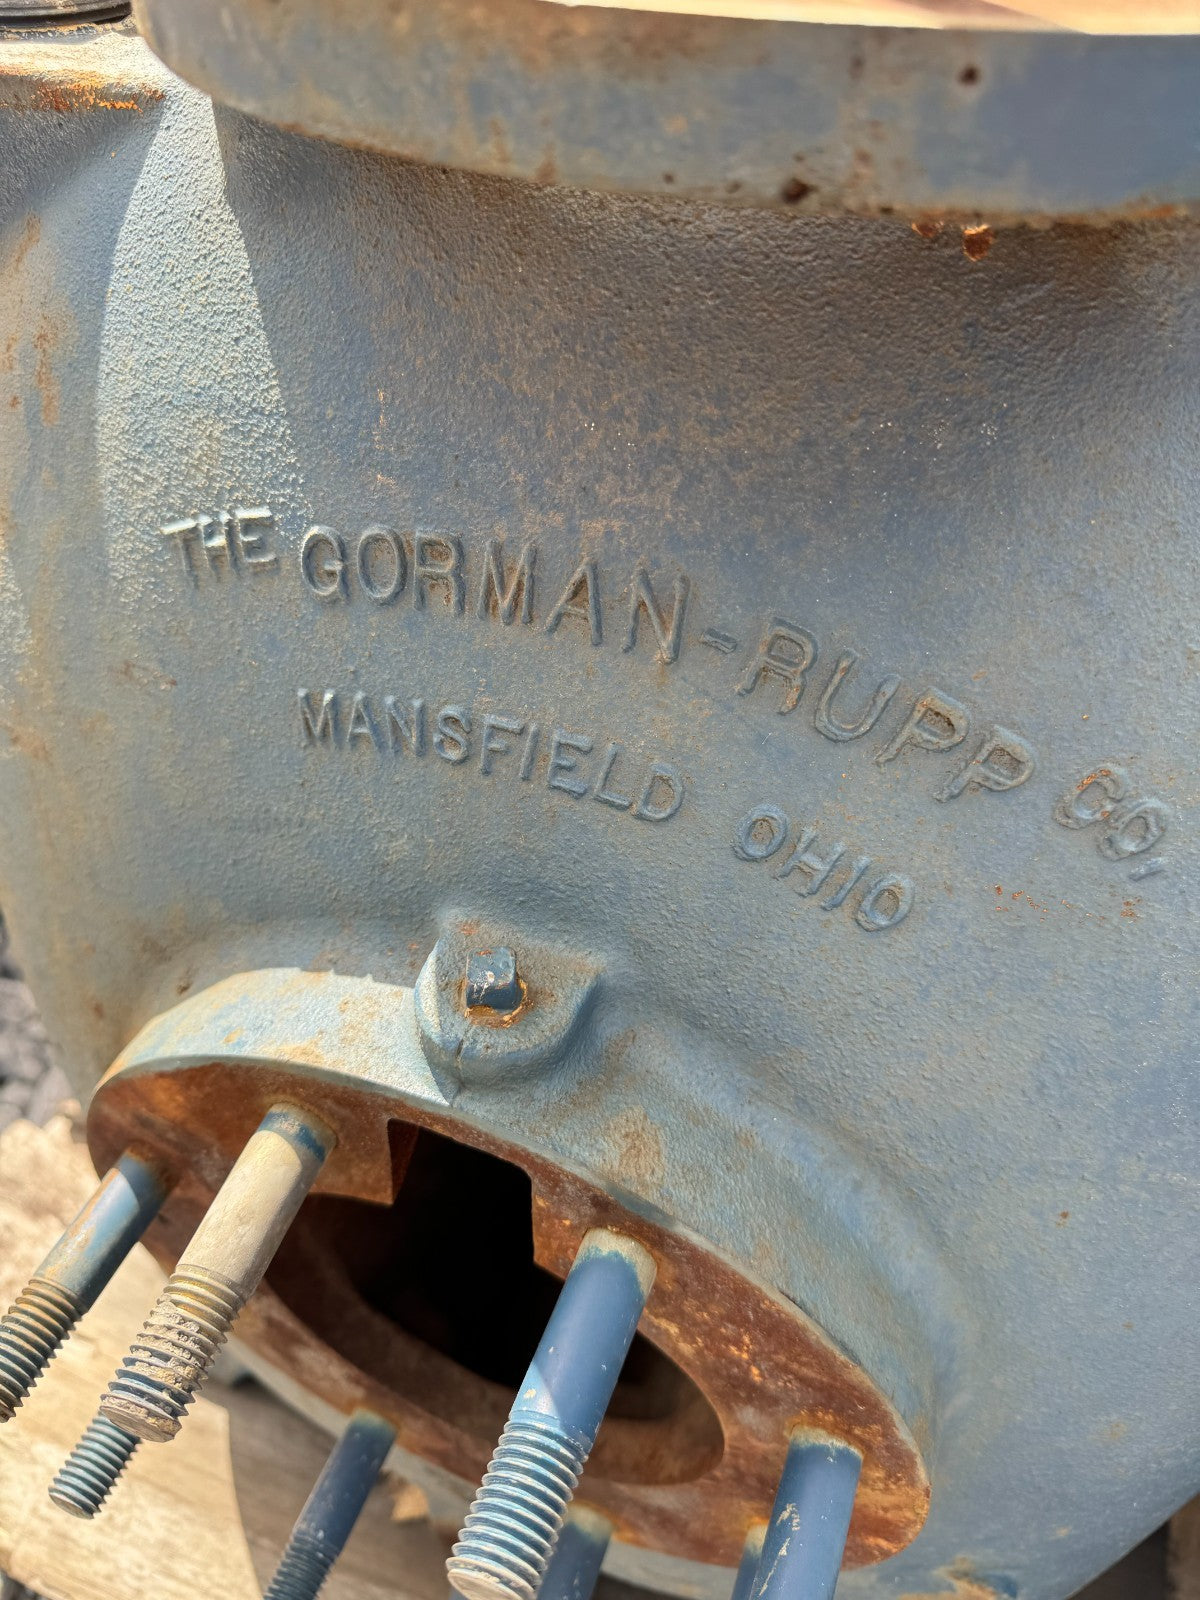 THE GORMAN-RUPP CO,
MANSFIELD OHIO